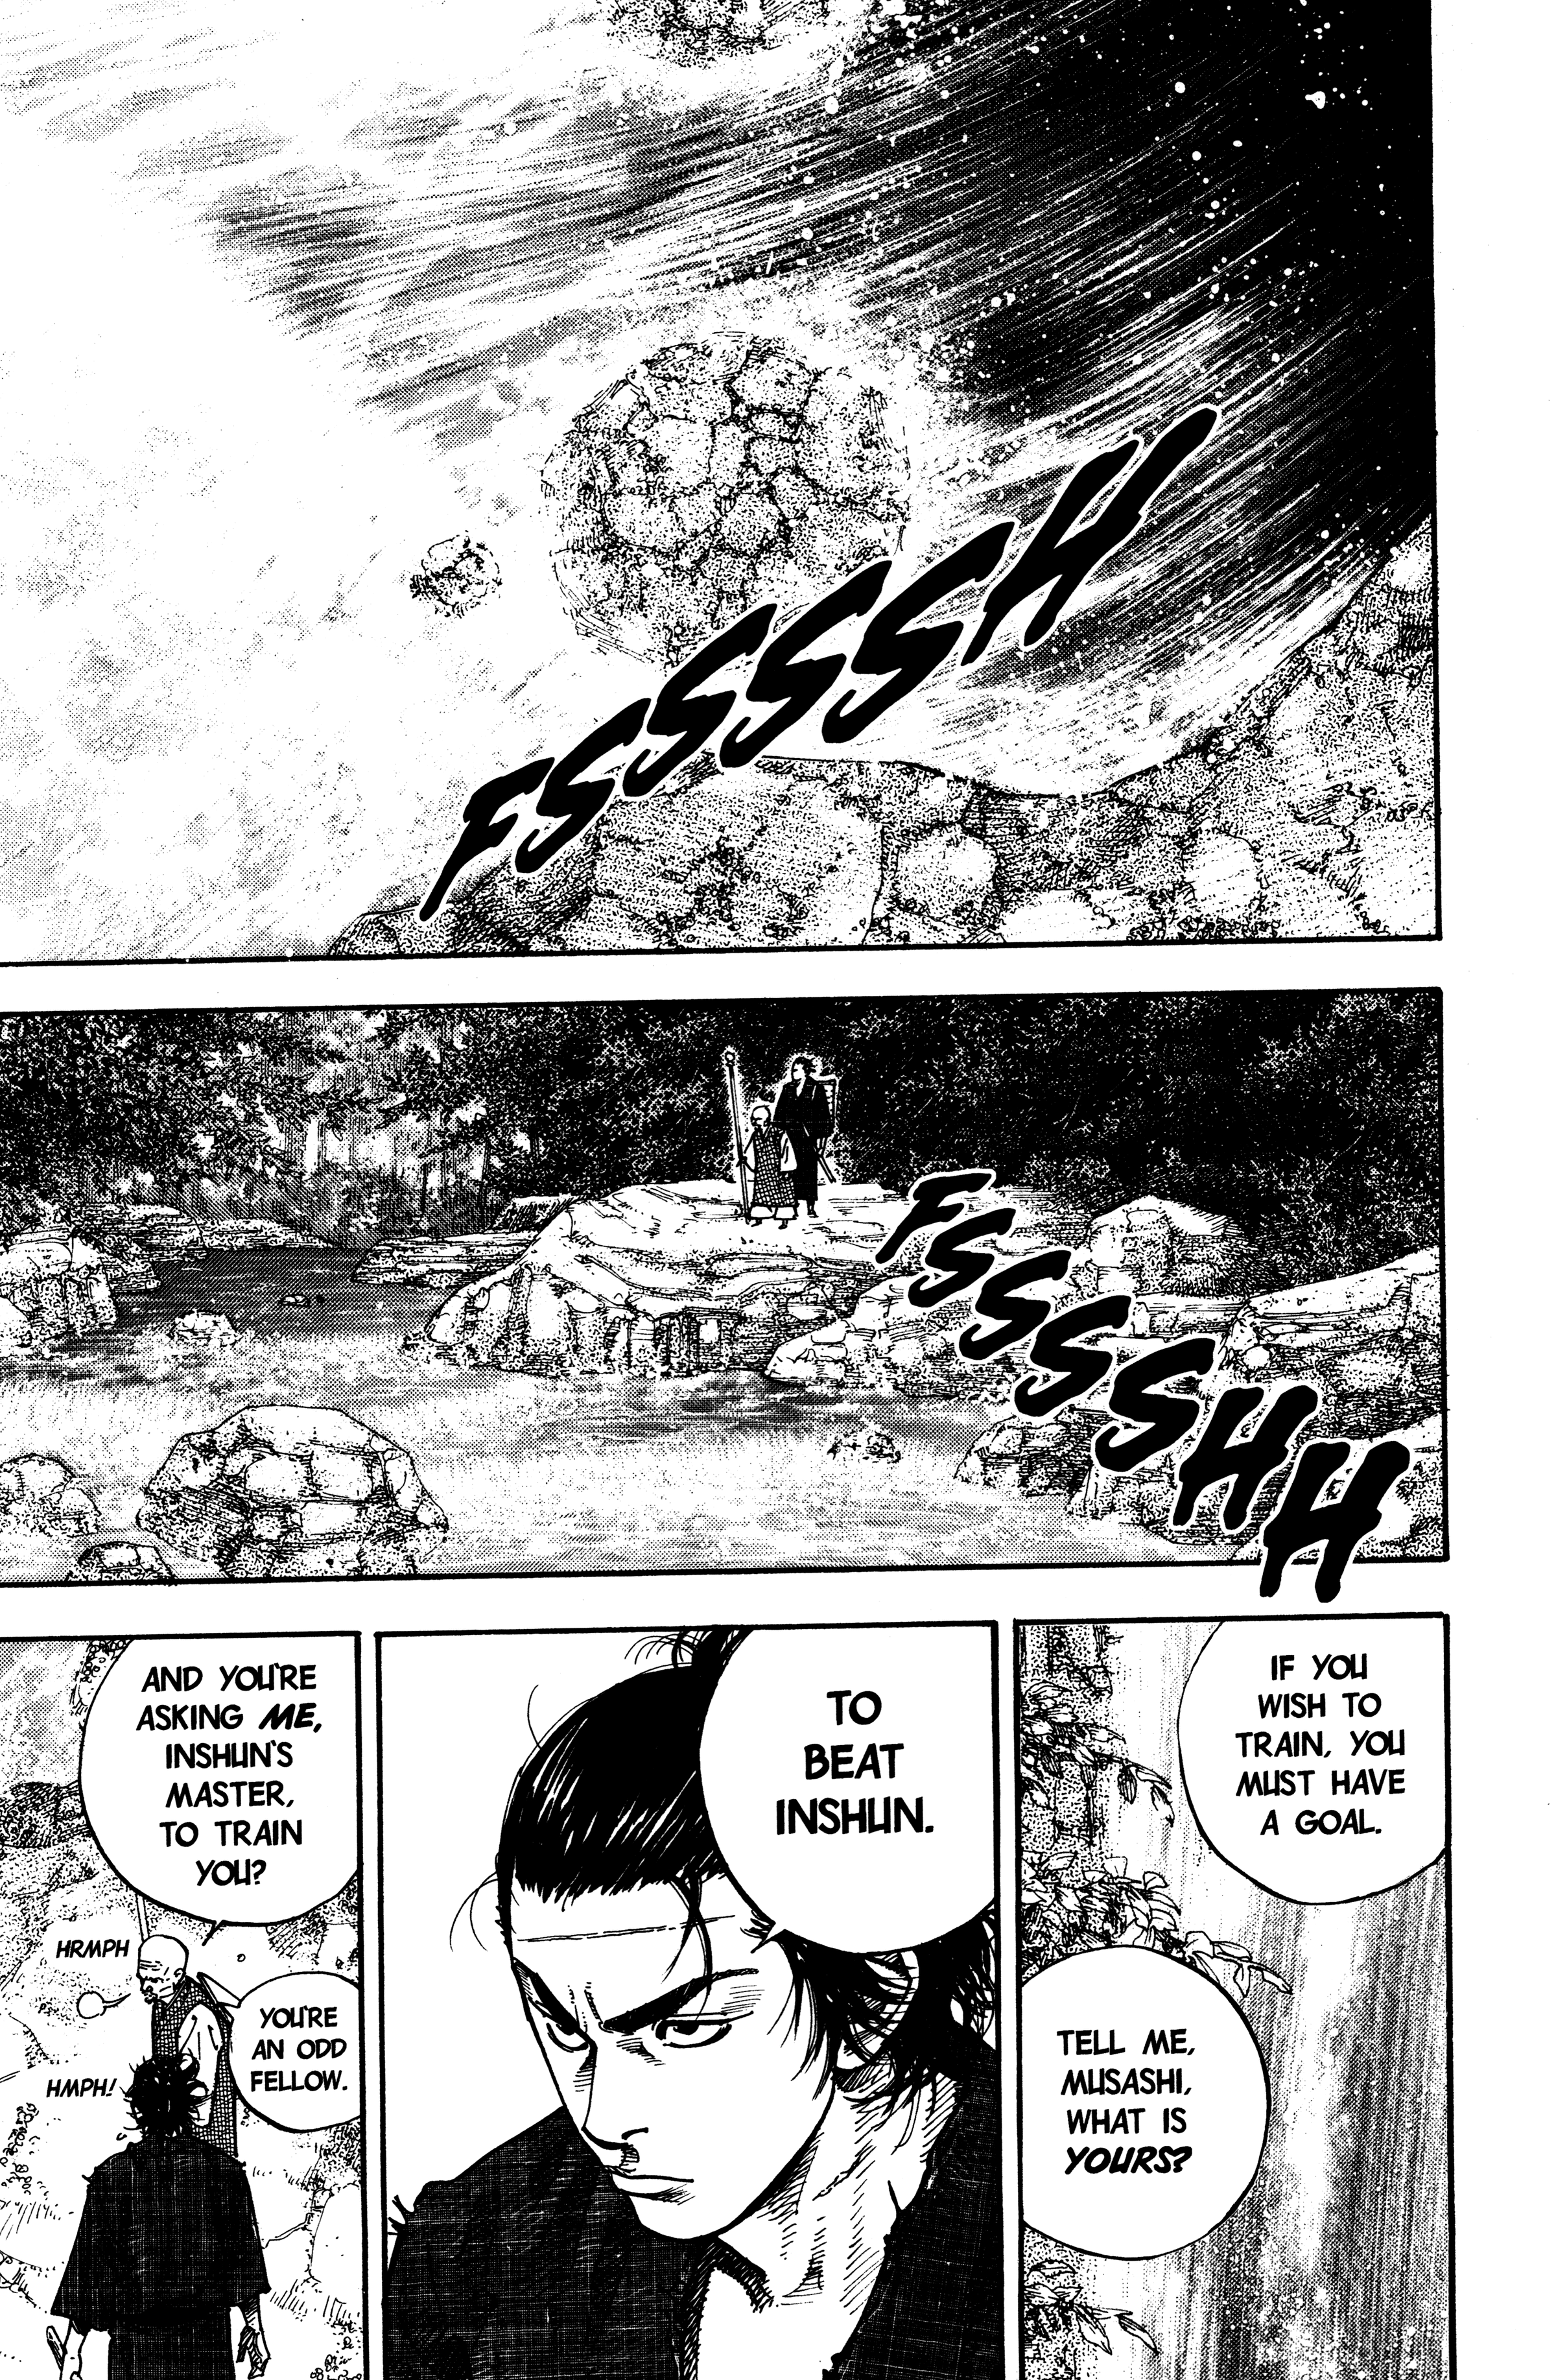 FSSSSSH
FSSSSHH
IF YOU
WISH TO
TRAIN, YOU
MUST HAVE
A GOAL.
TELL ME,
MUSASHI,
WHAT IS
YOURS?
TO
BEAT
INSHUN.
AND YOU'RE
ASKING ME,
INSHUN'S
MASTER,
TO TRAIN
YOU?
HRMPH
YOU'RE
AN ODD
FELLOW.
HMPH!